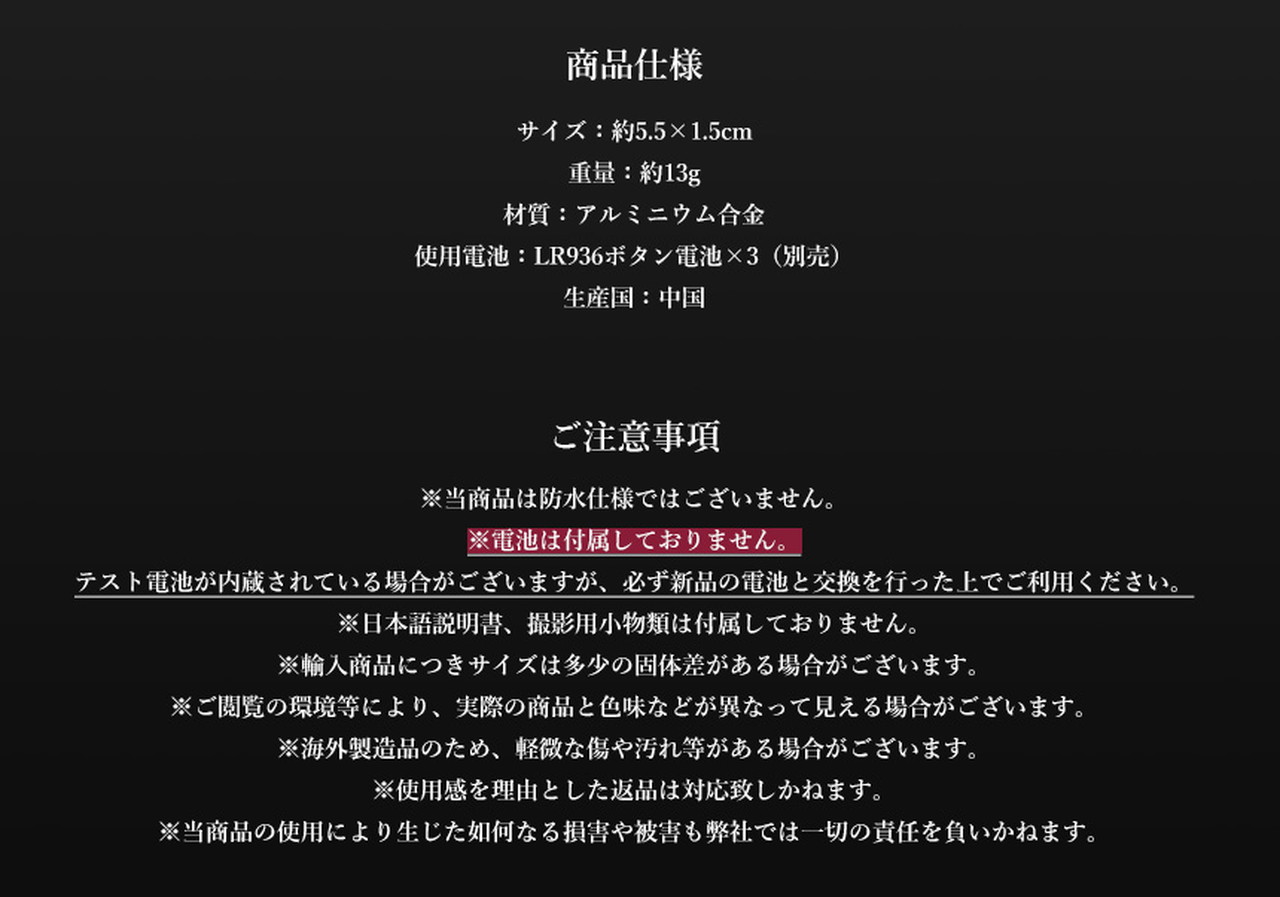 商品仕様
サイズ：約5.5×1.5cm
重量：約13g
材質：アルミニウム合金
使用電池：LR936ボタン電池×3（別売）
生産国：中国
ご注意事項
※当商品は防水仕様ではございません。
※電池は付属しておりません。
テスト電池が内蔵されている場合がございますが、必ず新品の電池と交換を行った上でご利用ください。
※日本語説明書、撮影用小物類は付属しておりません。
※輸入商品につきサイズは多少の固体差がある場合がございます。
※ご閲覧の環境等により、実際の商品と色味などが異なって見える場合がございます。
※海外製造品のため、軽微な傷や汚れ等がある場合がございます。
※使用感を理由とした返品は対応致しかねます。
※当商品の使用により生じた如何なる損害や被害も弊社では一切の責任を負いかねます。